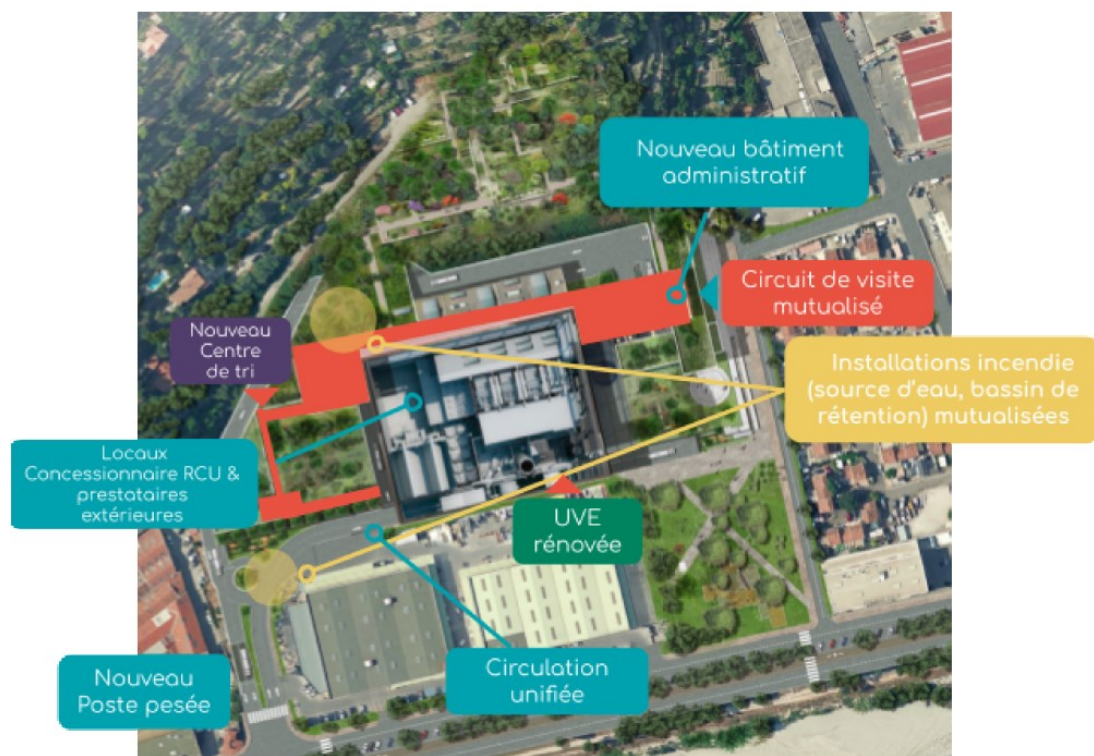 Nouveau bâtiment
administratif
Circuit de visite
mutualisé
Nouveau
Centre
de tri
Installations incendie
(source d'eau, bassin de
rétention) mutualisées
Locaux
Concessionnaire RCU &
prestataires
extérieures
UVE
rénovée
Circulation
unifiée
Nouveau
Poste pesée